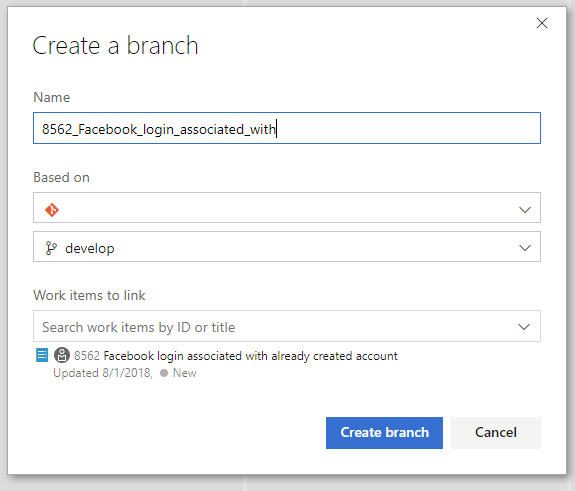 Create a branch
Name
8562_Facebook_login_associated_with
Based on
develop
Work items to link
Search work items by ID or title
8562 Facebook login associated with already created account
Updated 8/1/2018, New
Create branch Cancel